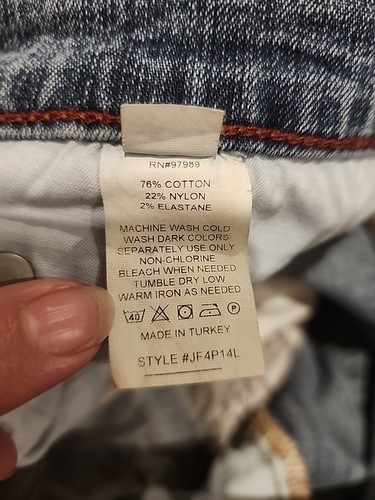 RN#97989
76% COTTON
22% NYLON
2% ELASTANE
MACHINE WASH COLD
WASH DARK COLORS
SEPARATELY USE ONLY
NON-CHLORINE
BLEACH WHEN NEEDED
TUMBLE DRY LOW
WARM IRON AS NEEDED
40 P
MADE IN TURKEY
STYLE #JF4P14L